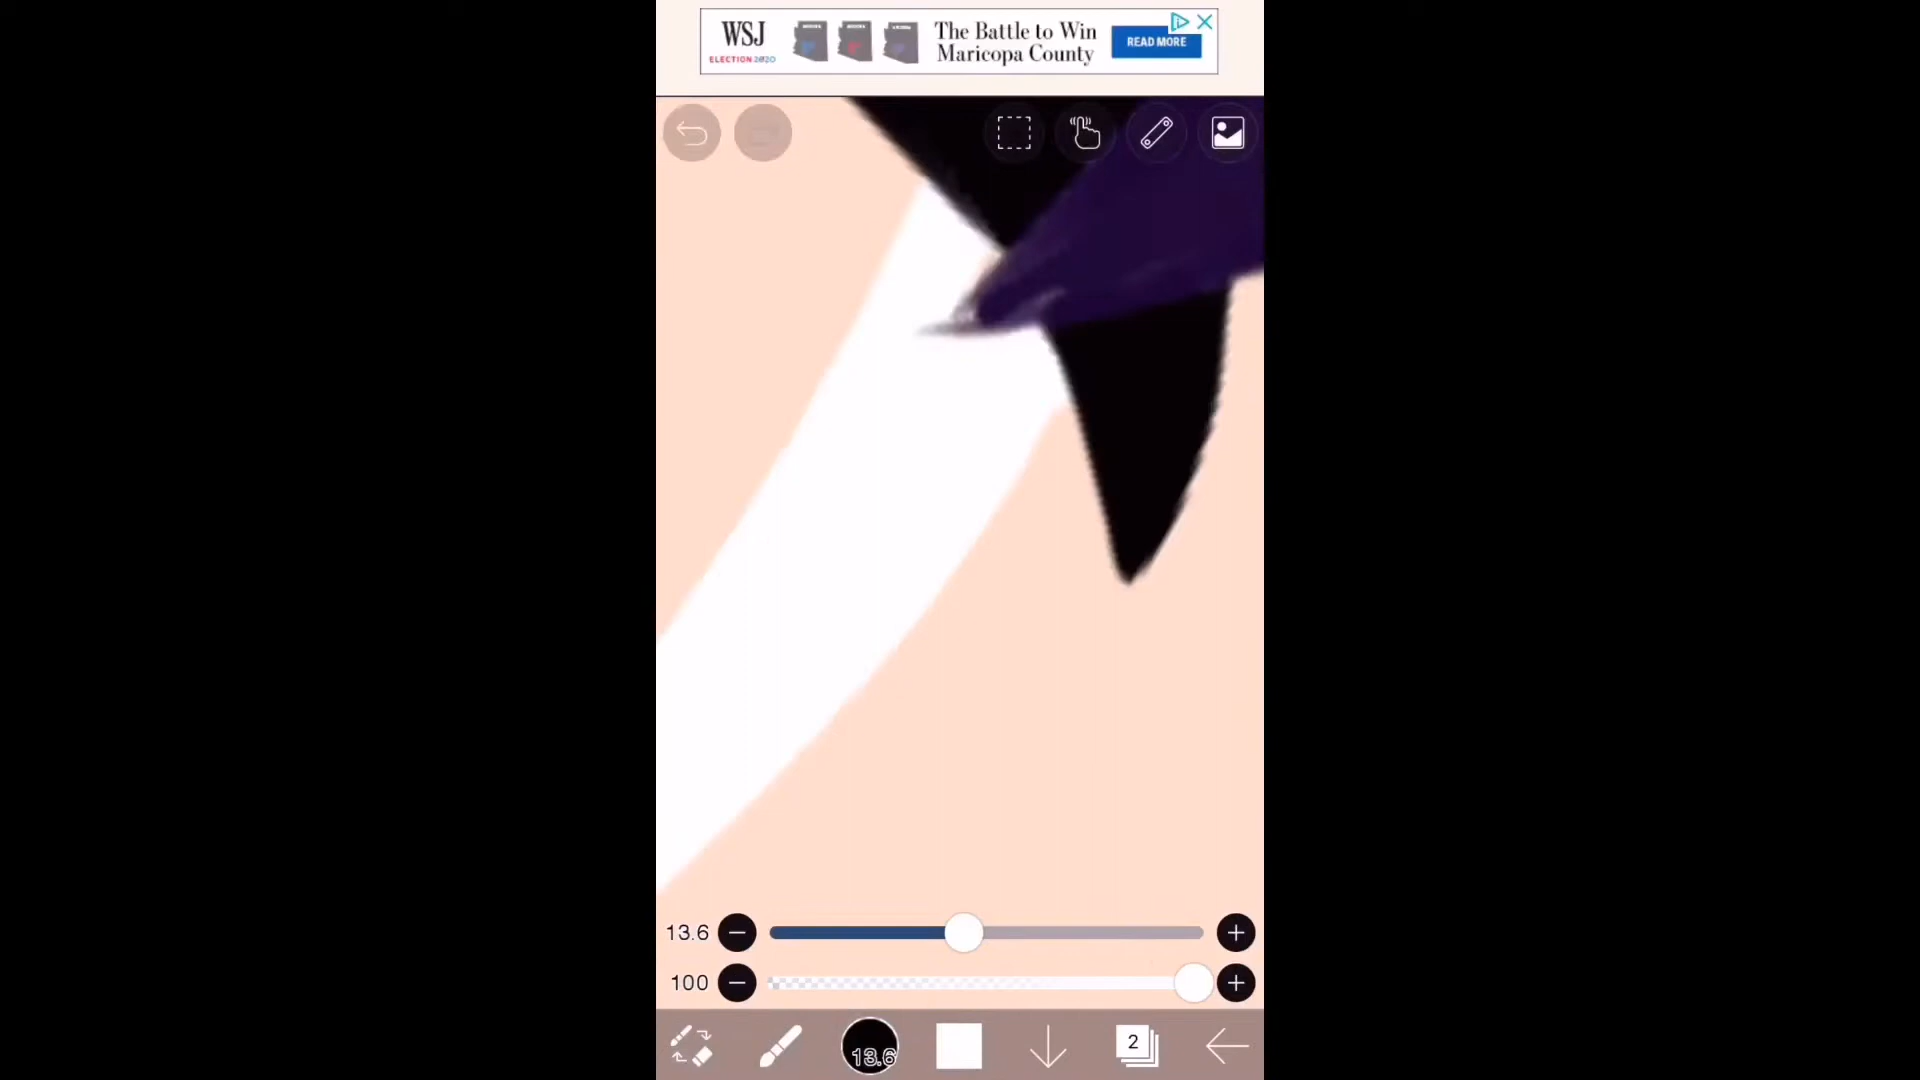 WSJ
ELECTION 2020
The Battle to Win
Maricopa County
READ MORE
13.6
100
13.6
2